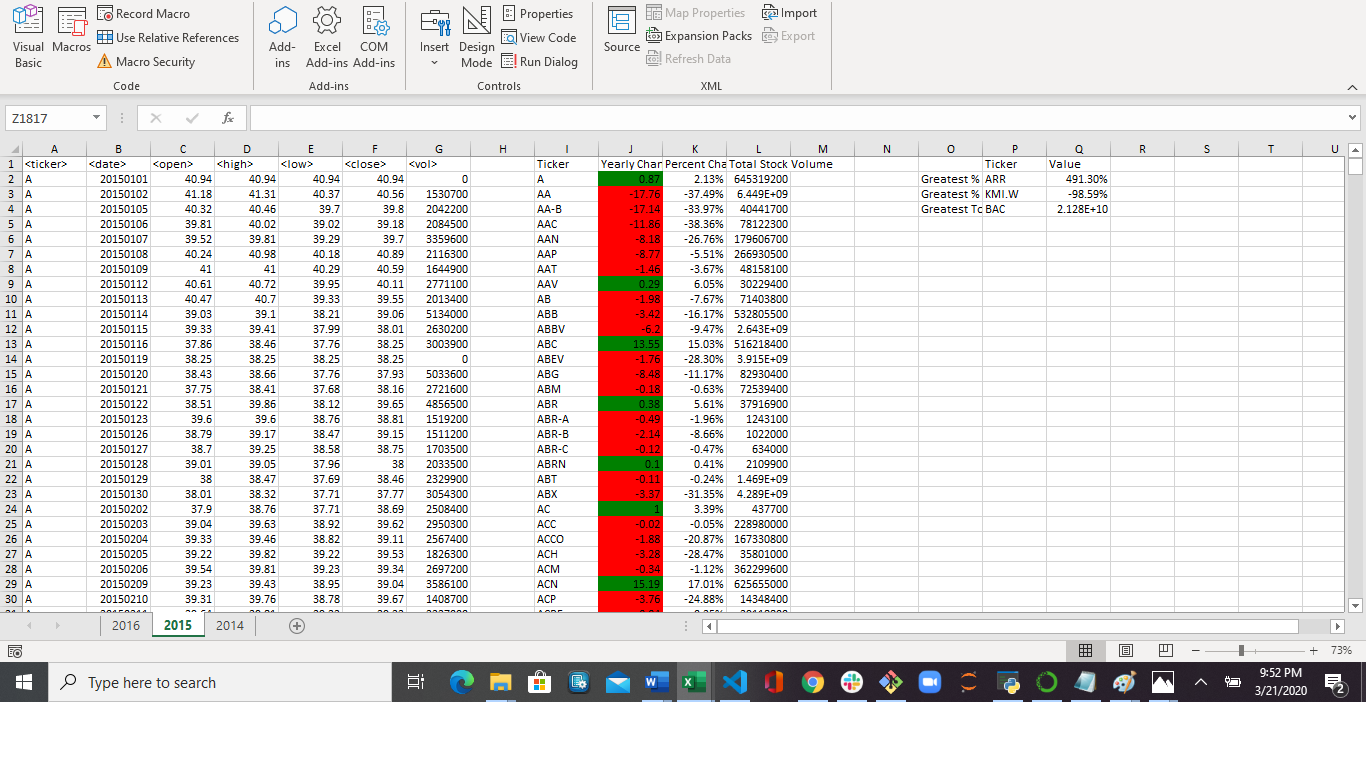 Record Macro Properties Map Properties Import
Use Relative References View Code Expansion Packs Export
Visual Basic Macros Macro Security Add-ins Excel Add-ins COM Add-ins Insert Design Mode Run Dialog Source Refresh Data
Code Add-ins Controls XML
Z1817 fx
A B C D E F G H I J K L M N O P Q R S T U
1 <ticker> <date> <open> <high> <low> <close> <vol> Ticker Yearly Char Percent Cha Total Stock Volume Ticker Value
2 A 20150101 40.94 40.94 40.94 40.94 0 A 0.87 2.13% 645319200 Greatest % ARR 491.30%
3 A 20150102 41.18 41.31 40.37 40.56 1530700 AA -17.76 -37.49% 6.449E+09 Greatest % KMI.W -98.59%
4 A 20150105 40.32 40.46 39.7 39.8 2042200 AA-B -17.14 -33.97% 40441700 Greatest To BAC 2.128E+10
5 A 20150106 39.81 40.02 39.02 39.18 2084500 AAC -11.86 -38.36% 78122300
6 A 20150107 39.52 39.81 39.29 39.7 3359600 AAN -8.18 -26.76% 179606700
7 A 20150108 40.24 40.98 40.18 40.89 2116300 AAP -8.77 -5.51% 266930500
8 A 20150109 41 41 40.29 40.59 1644900 AAT -1.46 -3.67% 48158100
9 A 20150112 40.61 40.72 39.95 40.11 2771100 AAV 0.29 6.05% 30229400
10 A 20150113 40.47 40.7 39.33 39.55 2013400 AB -1.98 -7.67% 71403800
11 A 20150114 39.03 39.1 38.21 39.06 5134000 ABB -3.42 -16.17% 532805500
12 A 20150115 39.33 39.41 37.99 38.01 2630200 ABBV -6.2 -9.47% 2.643E+09
13 A 20150116 37.86 38.46 37.76 38.25 3003900 ABC 13.55 15.03% 516218400
14 A 20150119 38.25 38.25 38.25 38.25 0 ABEV -1.76 -28.30% 3.915E+09
15 A 20150120 38.43 38.66 37.76 37.93 5033600 ABG -8.48 -11.17% 82930400
16 A 20150121 37.75 38.41 37.68 38.16 2721600 ABM -0.18 -0.63% 72539400
17 A 20150122 38.51 39.86 38.12 39.65 4856500 ABR 0.38 5.61% 37916900
18 A 20150123 39.6 39.6 38.76 38.81 1519200 ABR-A -0.49 -1.96% 1243100
19 A 20150126 38.79 39.17 38.47 39.15 1511200 ABR-B -2.14 -8.66% 1022000
20 A 20150127 38.7 39.25 38.58 38.75 1703500 ABR-C -0.12 -0.47% 634000
21 A 20150128 39.01 39.05 37.96 38 2033500 ABRN 0.1 0.41% 2109900
22 A 20150129 38 38.47 37.69 38.46 2329900 ABT -0.11 -0.24% 1.469E+09
23 A 20150130 38.01 38.32 37.71 37.77 3054300 ABX -3.37 -31.35% 4.289E+09
24 A 20150202 37.9 38.76 37.71 38.69 2508400 AC 1 3.39% 437700
25 A 20150203 39.04 39.63 38.92 39.62 2950300 ACC -0.02 -0.05% 228980000
26 A 20150204 39.33 39.46 38.82 39.11 2567400 ACCO -1.88 -20.87% 167330800
27 A 20150205 39.22 39.82 39.22 39.53 1826300 ACH -3.28 -28.47% 35801000
28 A 20150206 39.54 39.81 39.23 39.34 2697200 ACM -0.34 -1.12% 362299600
29 A 20150209 39.23 39.43 38.95 39.04 3586100 ACN 15.19 17.01% 625655000
30 A 20150210 39.31 39.76 38.78 39.67 1408700 ACP -3.76 -24.88% 14348400
2016 2015 2014
73%
Type here to search
9:52 PM
3/21/2020
2